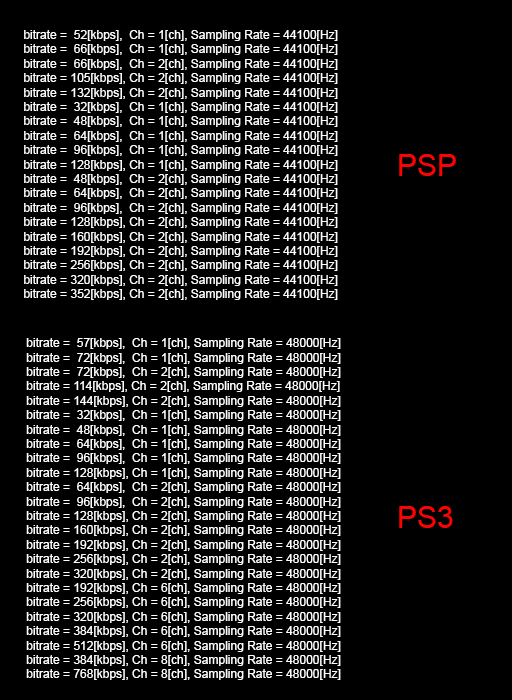 bitrate =  52[kbps],  Ch = 1[ch], Sampling Rate = 44100[Hz]
bitrate =  66[kbps],  Ch = 1[ch], Sampling Rate = 44100[Hz]
bitrate =  66[kbps],  Ch = 2[ch], Sampling Rate = 44100[Hz]
bitrate = 105[kbps], Ch = 2[ch], Sampling Rate = 44100[Hz]
bitrate = 132[kbps], Ch = 2[ch], Sampling Rate = 44100[Hz]
bitrate =  32[kbps],  Ch = 1[ch], Sampling Rate = 44100[Hz]
bitrate =  48[kbps],  Ch = 1[ch], Sampling Rate = 44100[Hz]
bitrate =  64[kbps],  Ch = 1[ch], Sampling Rate = 44100[Hz]
bitrate =  96[kbps],  Ch = 1[ch], Sampling Rate = 44100[Hz]
bitrate = 128[kbps], Ch = 1[ch], Sampling Rate = 44100[Hz]
PSP
bitrate =  48[kbps],  Ch = 2[ch], Sampling Rate = 44100[Hz]
bitrate =  64[kbps],  Ch = 2[ch], Sampling Rate = 44100[Hz]
bitrate =  96[kbps],  Ch = 2[ch], Sampling Rate = 44100[Hz]
bitrate = 128[kbps], Ch = 2[ch], Sampling Rate = 44100[Hz]
bitrate = 160[kbps], Ch = 2[ch], Sampling Rate = 44100[Hz]
bitrate = 192[kbps], Ch = 2[ch], Sampling Rate = 44100[Hz]
bitrate = 256[kbps], Ch = 2[ch], Sampling Rate = 44100[Hz]
bitrate = 320[kbps], Ch = 2[ch], Sampling Rate = 44100[Hz]
bitrate = 352[kbps], Ch = 2[ch], Sampling Rate = 44100[Hz]
bitrate =  57[kbps],  Ch = 1[ch], Sampling Rate = 48000[Hz]
bitrate =  72[kbps],  Ch = 1[ch], Sampling Rate = 48000[Hz]
bitrate =  72[kbps],  Ch = 2[ch], Sampling Rate = 48000[Hz]
bitrate = 114[kbps], Ch = 2[ch], Sampling Rate = 48000[Hz]
bitrate = 144[kbps], Ch = 2[ch], Sampling Rate = 48000[Hz]
bitrate =  32[kbps],  Ch = 1[ch], Sampling Rate = 48000[Hz]
bitrate =  48[kbps],  Ch = 1[ch], Sampling Rate = 48000[Hz]
bitrate =  64[kbps],  Ch = 1[ch], Sampling Rate = 48000[Hz]
bitrate =  96[kbps],  Ch = 1[ch], Sampling Rate = 48000[Hz]
bitrate = 128[kbps], Ch = 1[ch], Sampling Rate = 48000[Hz]
bitrate =  64[kbps],  Ch = 2[ch], Sampling Rate = 48000[Hz]
bitrate =  96[kbps],  Ch = 2[ch], Sampling Rate = 48000[Hz]
bitrate = 128[kbps], Ch = 2[ch], Sampling Rate = 48000[Hz]
PS3
bitrate = 160[kbps], Ch = 2[ch], Sampling Rate = 48000[Hz]
bitrate = 192[kbps], Ch = 2[ch], Sampling Rate = 48000[Hz]
bitrate = 256[kbps], Ch = 2[ch], Sampling Rate = 48000[Hz]
bitrate = 320[kbps], Ch = 2[ch], Sampling Rate = 48000[Hz]
bitrate = 192[kbps], Ch = 6[ch], Sampling Rate = 48000[Hz]
bitrate = 256[kbps], Ch = 6[ch], Sampling Rate = 48000[Hz]
bitrate = 320[kbps], Ch = 6[ch], Sampling Rate = 48000[Hz]
bitrate = 384[kbps], Ch = 6[ch], Sampling Rate = 48000[Hz]
bitrate = 512[kbps], Ch = 6[ch], Sampling Rate = 48000[Hz]
bitrate = 384[kbps], Ch = 8[ch], Sampling Rate = 48000[Hz]
bitrate = 768[kbps], Ch = 8[ch], Sampling Rate = 48000[Hz]